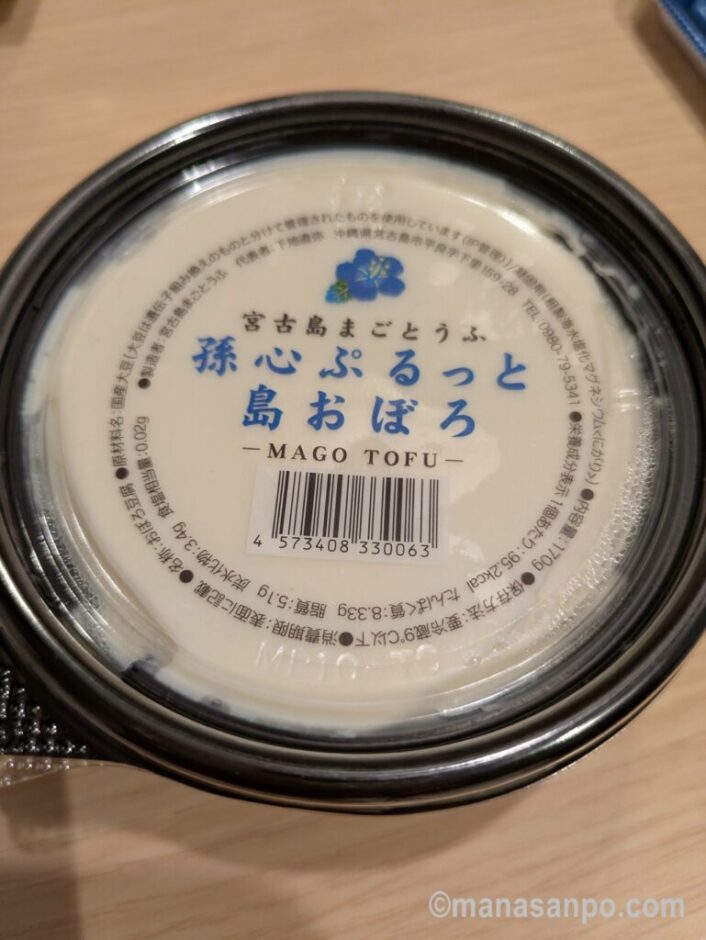 宮古島まごとうふ
孫心ぷるっと
島おぼろ
MAGO TOFU
4 573408 330063
●名称:おぼろ豆腐 ●原材料名:国産大豆(大豆は遺伝子組み換えのものと分けて管理されたものを使用しています(IP管理))/凝固剤(粗製海水塩化マグネシウム<にがり>) ●内容量:170g ●保存方法:要冷蔵9℃以下 ●消費期限:表面に記載
●製造者:宮古島まごとうふ 代表者:下地直弥 沖縄県宮古島市平良字下里159-28 TEL 0980-79-5341 ●栄養成分表示1個あたり:95.2kcal たんぱく質:8.33g 脂質:5.1g 炭水化物:3.4g 食塩相当量:0.02g
©manasanpo.com